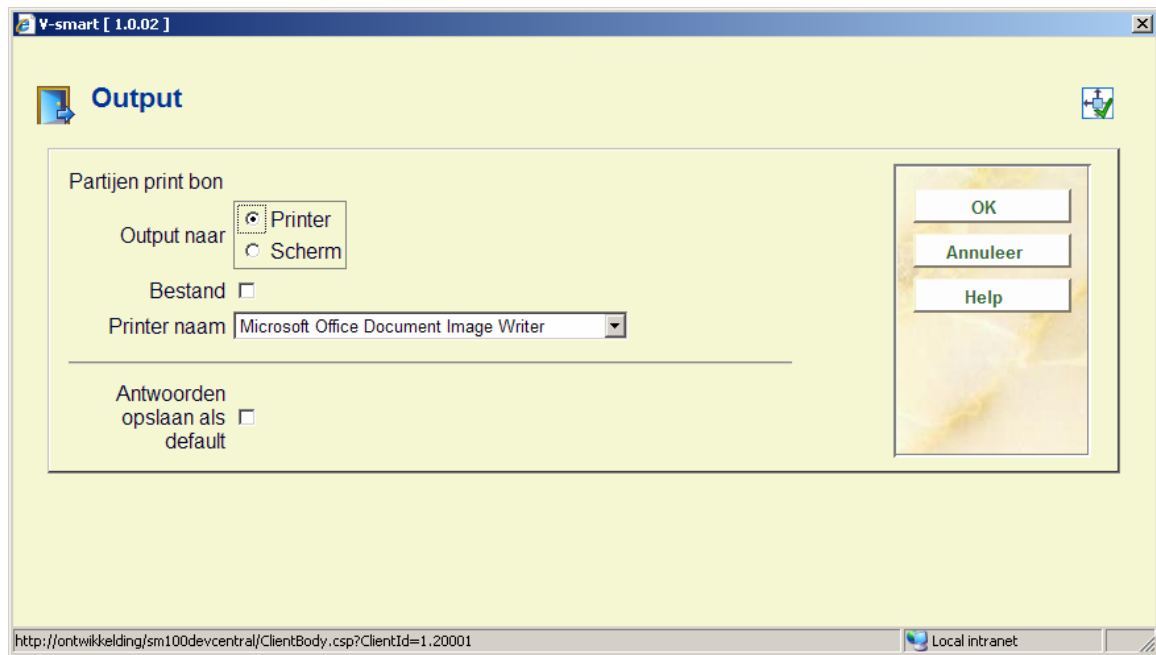 V-smart [ 1.0.02 ]
Output
Partijen print bon
Output naar
Printer
Scherm
Bestand
Printer naam Microsoft Office Document Image Writer
Antwoorden
opslaan als
default
OK
Annuleer
Help
http://ontwikkelding/sm100devcentral/ClientBody.csp?ClientId=1.20001
Local intranet